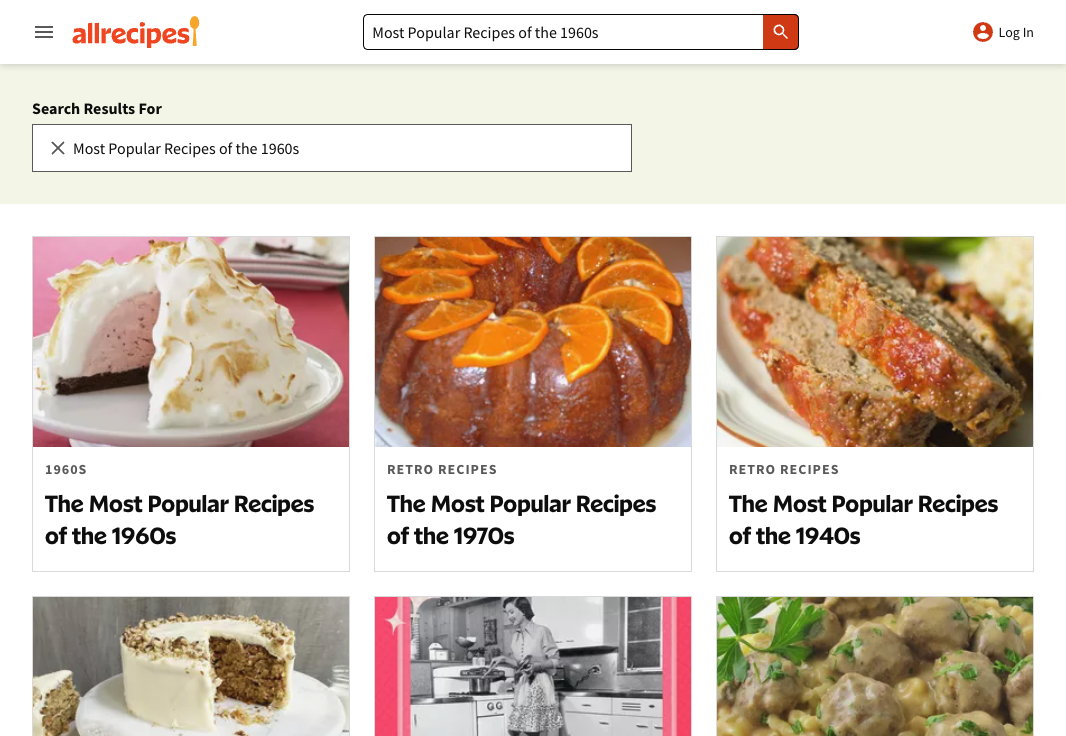 allrecipes
Most Popular Recipes of the 1960s
Log In
Search Results For
Most Popular Recipes of the 1960s
1960S
The Most Popular Recipes
of the 1960s
RETRO RECIPES
The Most Popular Recipes
of the 1970s
RETRO RECIPES
The Most Popular Recipes
of the 1940s